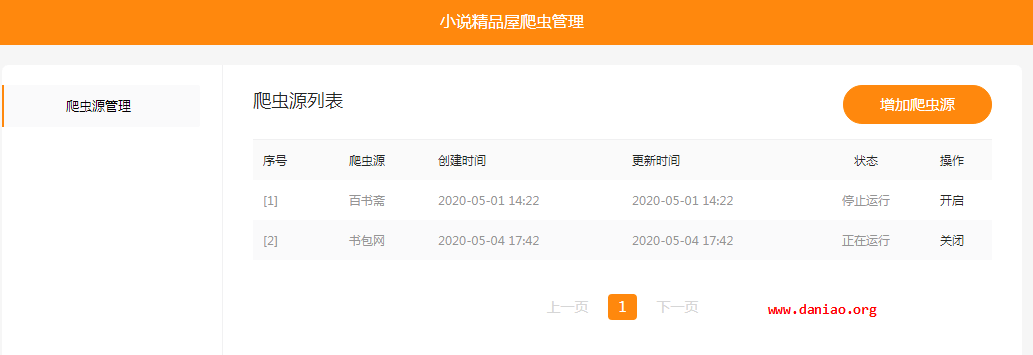 小说精品屋爬虫管理
爬虫源管理
爬虫源列表
增加爬虫源
序号 爬虫源 创建时间 更新时间 状态 操作
[1] 百书斋 2020-05-01 14:22 2020-05-01 14:22 停止运行 开启
[2] 书包网 2020-05-04 17:42 2020-05-04 17:42 正在运行 关闭
上一页 1 下一页
www.daniao.org